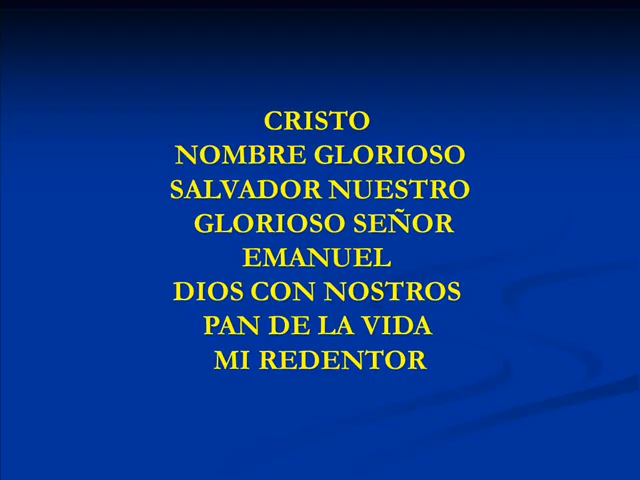 CRISTO
NOMBRE GLORIOSO
SALVADOR NUESTRO
GLORIOSO SEÑOR
EMANUEL
DIOS CON NOSTROS
PAN DE LA VIDA
MI REDENTOR